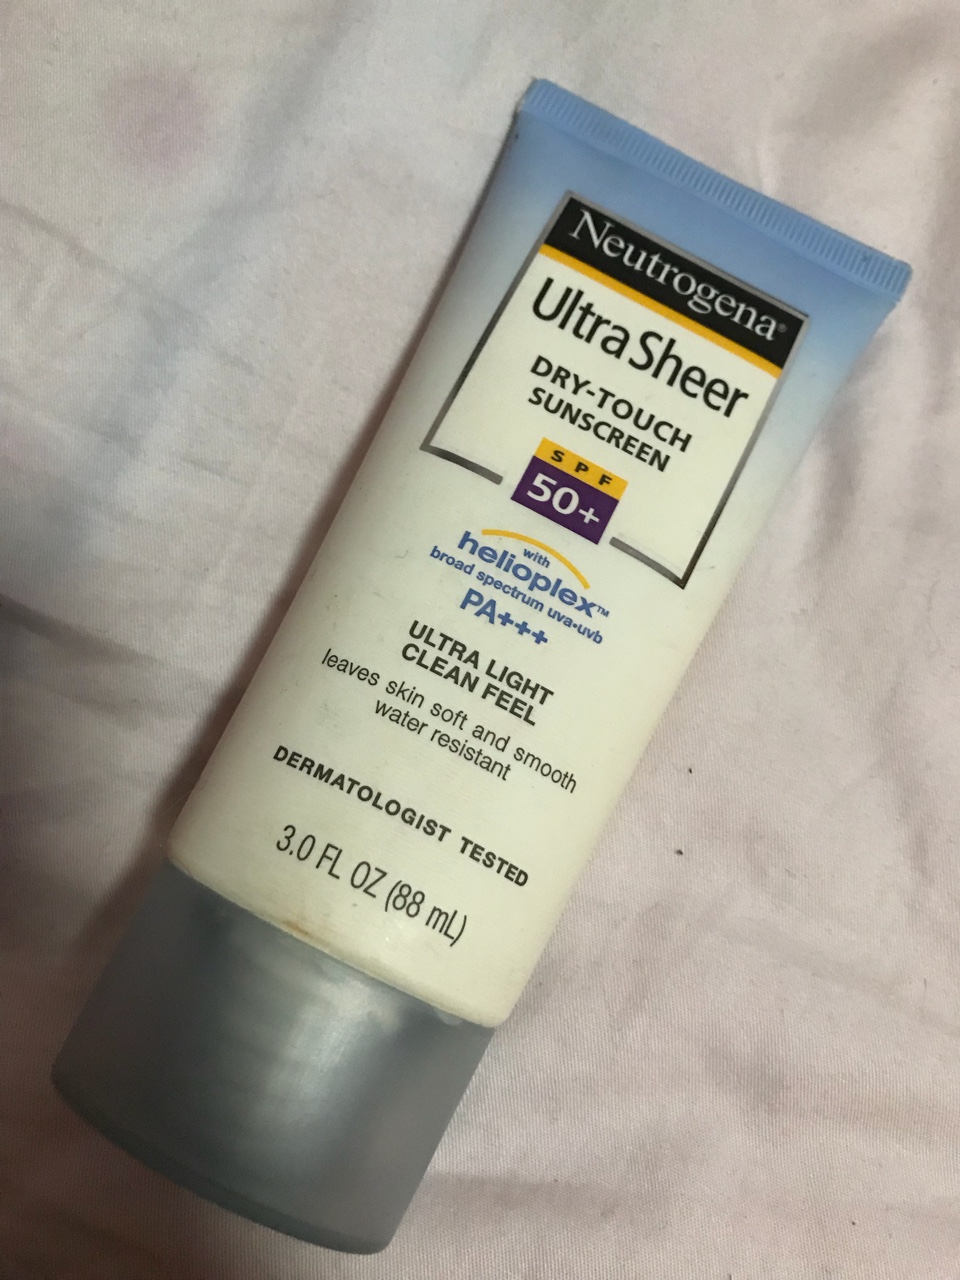 Neutrogena®
Ultra Sheer
DRY-TOUCH
SUNSCREEN
SPF
50+
with
helioplex™
broad spectrum uva•uvb
PA+++
ULTRA LIGHT
CLEAN FEEL
leaves skin soft and smooth
water resistant
DERMATOLOGIST TESTED
3.0 FL OZ (88 mL)